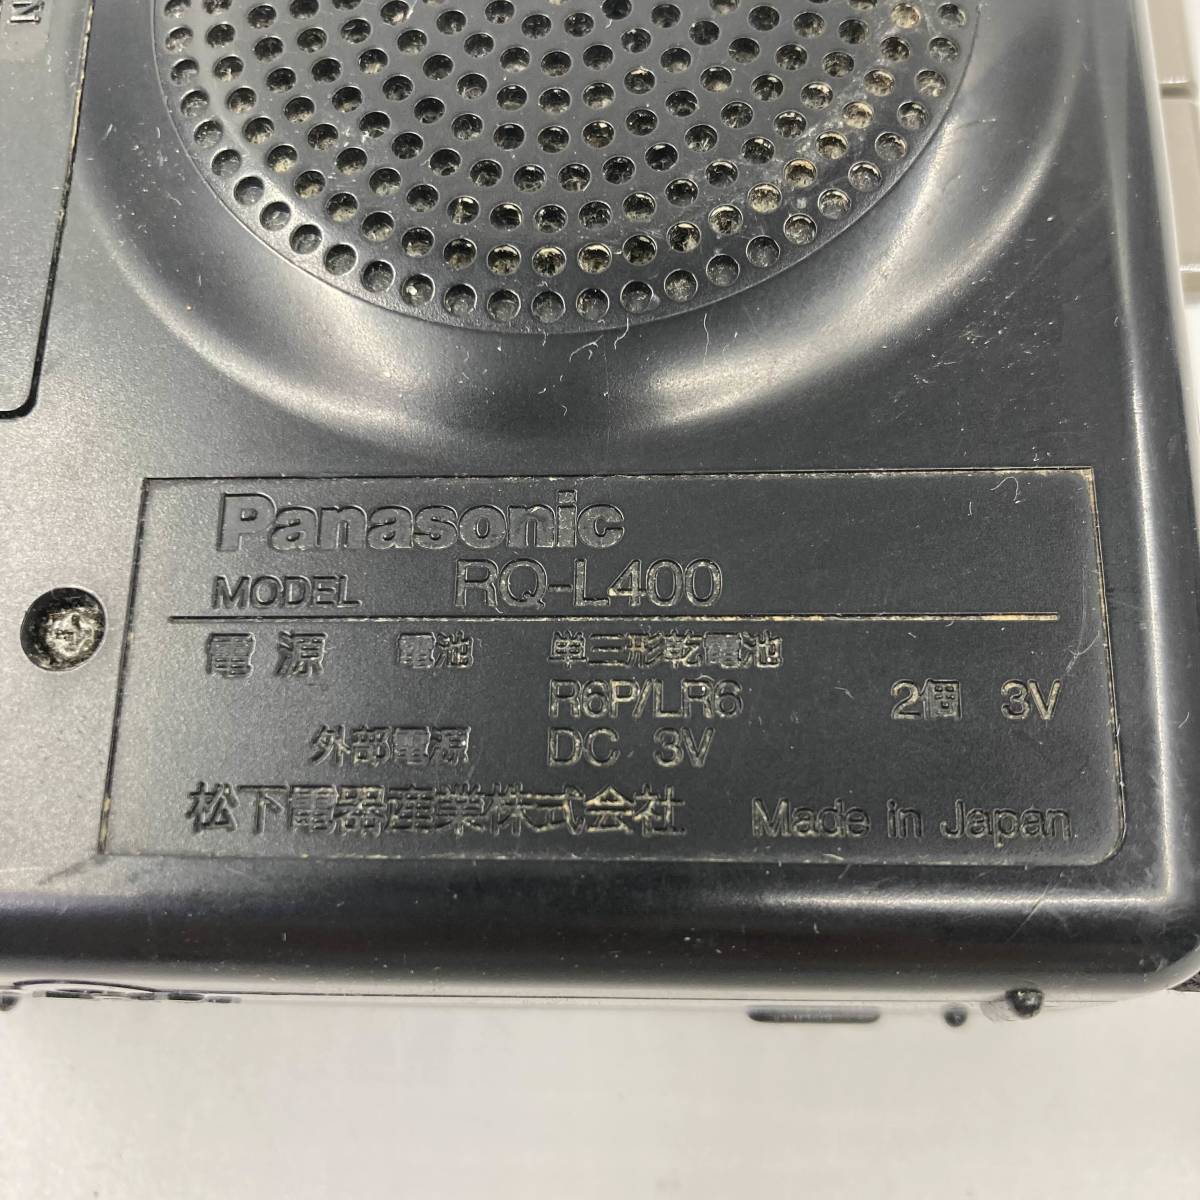 Panasonic
MODEL RQ-L400
電源 電池 単三形乾電池
R6P/LR6 2個 3V
外部電源 DC 3V
松下電器産業株式会社 Made in Japan